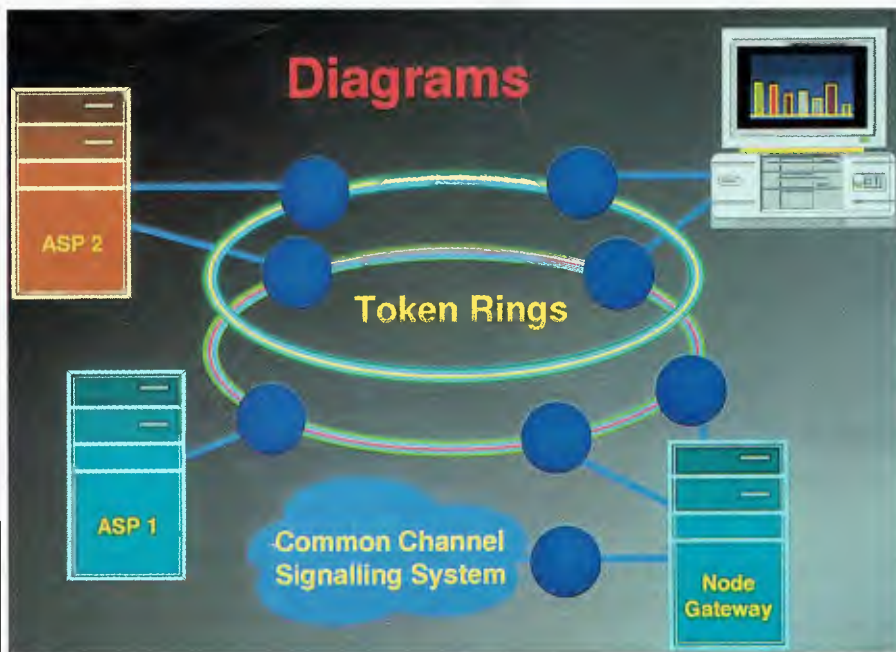 Diagrams
ASP 2
Token Rings
ASP 1
Common Channel
Signalling System
Node
Gateway